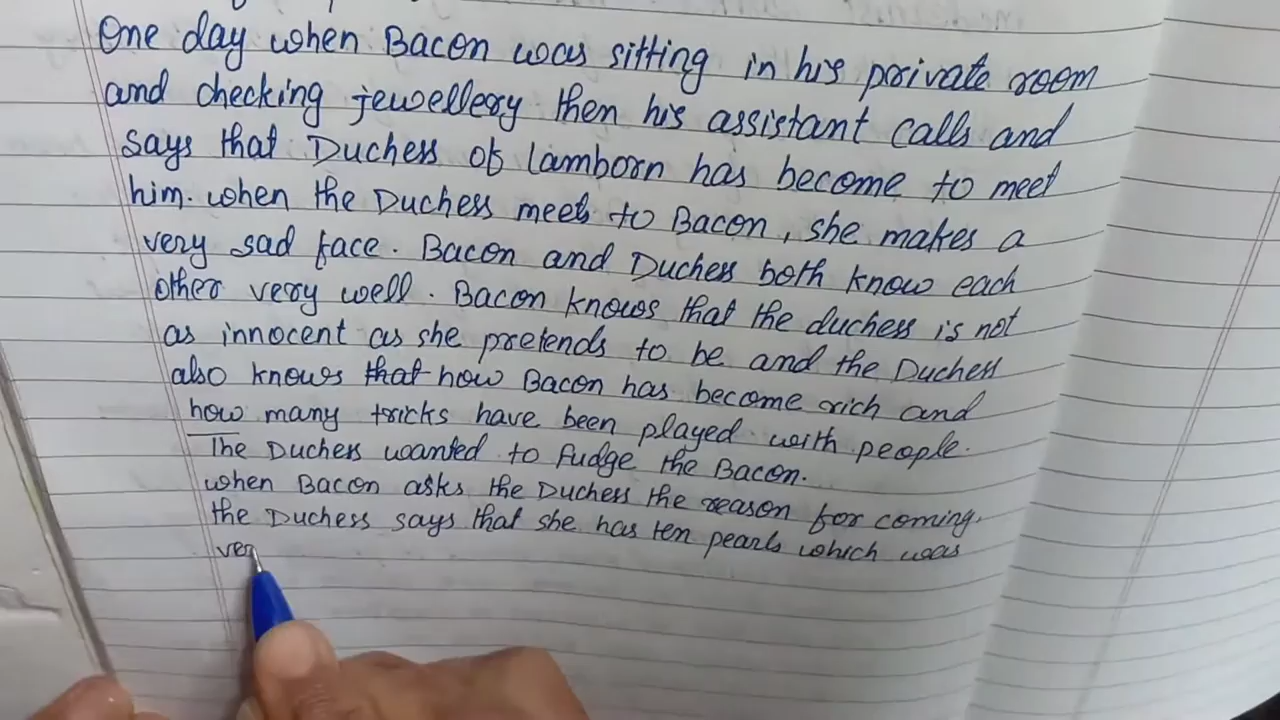 One day when Bacon was sitting in his private room
and checking jewellery then his assistant calls and
says that Duchess of Lamborn has become to meet
him. when the Duchess meets to Bacon, she makes a
very sad face. Bacon and Duchess both know each
other very well. Bacon knows that the duchess is not
as innocent as she pretends to be and the Duchess
also knows that how Bacon has become rich and
how many tricks have been played with people.
The Duchess wanted to fudge the Bacon.
when Bacon asks the Duchess the reason for coming.
the Duchess says that she has ten pearls which was
ver